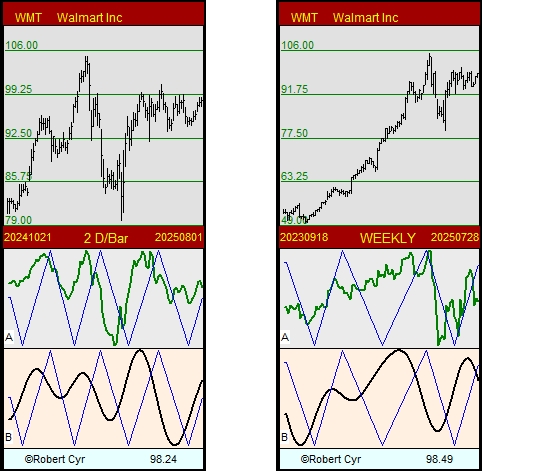 WMT Walmart Inc
106.00
99.25
92.50
85.75
79.00
20241021 2 D/Bar 20250801
A
B
©Robert Cyr 98.24
WMT Walmart Inc
106.00
91.75
77.50
63.25
49.00
20230918 WEEKLY 20250728
A
B
©Robert Cyr 98.49